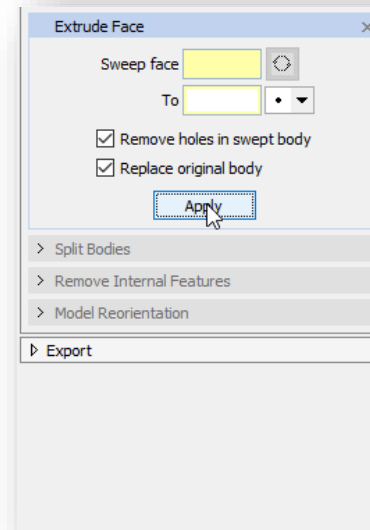 Extrude Face
Sweep face
To
Remove holes in swept body
Replace original body
Apply
Split Bodies
Remove Internal Features
Model Reorientation
Export